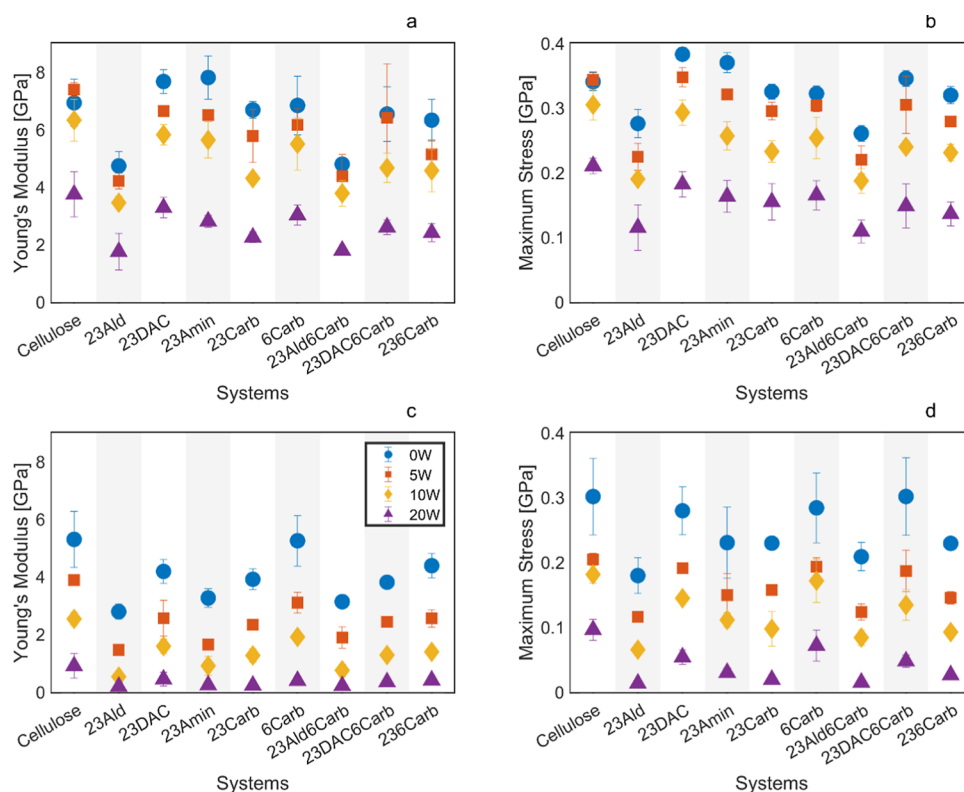 a
Young's Modulus [GPa]
8
6
4
2
0
Cellulose
23Ald
23DAC
23Amin
23Carb
6Carb
23Ald6Carb
23DAC6Carb
236Carb
Systems
b
Maximum Stress [GPa]
0.4
0.3
0.2
0.1
0
Cellulose
23Ald
23DAC
23Amin
23Carb
6Carb
23Ald6Carb
23DAC6Carb
236Carb
Systems
c
Young's Modulus [GPa]
8
6
4
2
0
0W
5W
10W
20W
Cellulose
23Ald
23DAC
23Amin
23Carb
6Carb
23Ald6Carb
23DAC6Carb
236Carb
Systems
d
Maximum Stress [GPa]
0.4
0.3
0.2
0.1
0
Cellulose
23Ald
23DAC
23Amin
23Carb
6Carb
23Ald6Carb
23DAC6Carb
236Carb
Systems